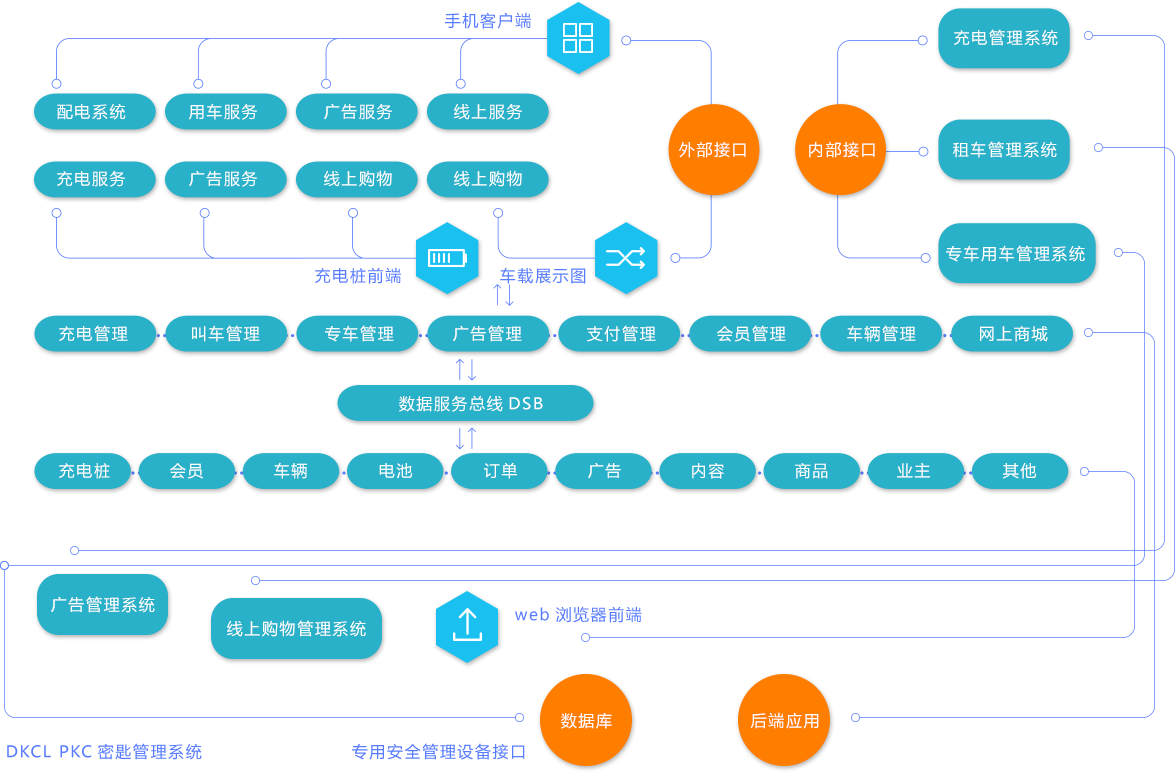 手机客户端
充电管理系统
配电系统
用车服务
广告服务
线上服务
外部接口
内部接口
租车管理系统
充电服务
广告服务
线上购物
线上购物
专车用车管理系统
充电桩前端
车载展示图
充电管理
叫车管理
专车管理
广告管理
支付管理
会员管理
车辆管理
网上商城
数据服务总线 DSB
充电桩
会员
车辆
电池
订单
广告
内容
商品
业主
其他
广告管理系统
线上购物管理系统
web 浏览器前端
数据库
后端应用
DKCL PKC 密匙管理系统
专用安全管理设备接口